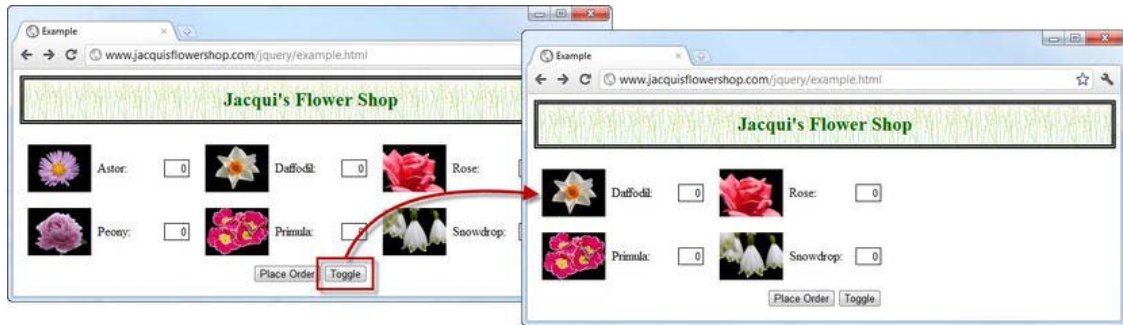 Example
www.jacquisflowershop.com/jquery/example.html
Jacqui's Flower Shop
Astor: 0 Daffodil: 0 Rose:
Peony: 0 Primula: 0 Snowdrop:
Place Order Toggle
Example
www.jacquisflowershop.com/jquery/example.html
Jacqui's Flower Shop
Daffodil: 0 Rose: 0
Primula: 0 Snowdrop: 0
Place Order Toggle